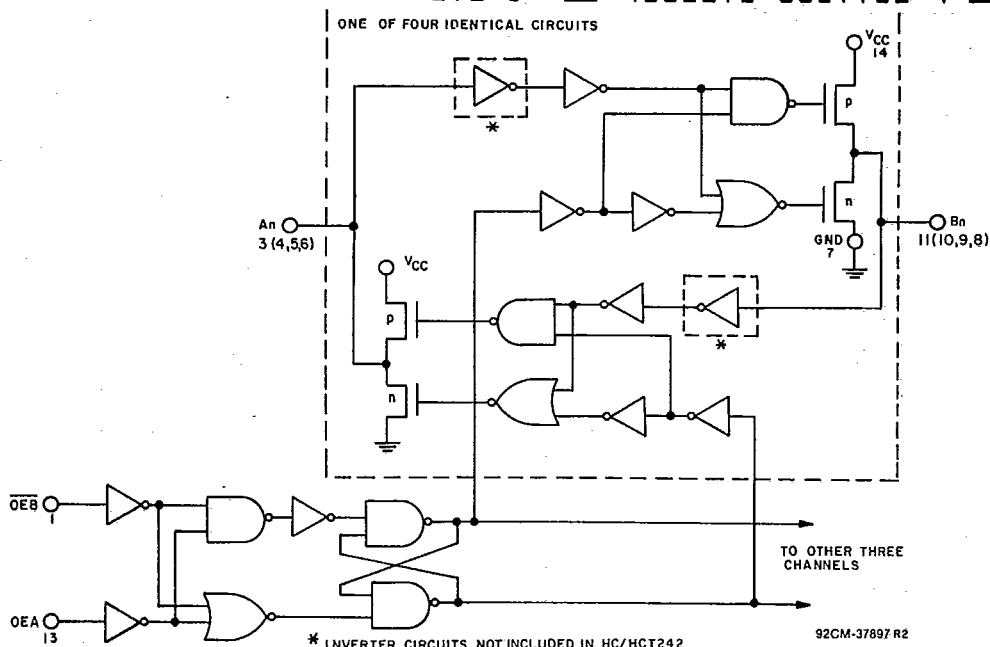 ONE OF FOUR IDENTICAL CIRCUITS
VCC
14
*
p
n
An
3 (4,5,6)
GND
7
Bn
11(10,9,8)
VCC
p
*
n
OEB
1
TO OTHER THREE
CHANNELS
OEA
13
* INVERTER CIRCUITS NOT INCLUDED IN HC/HCT242
92CM-37897 R2